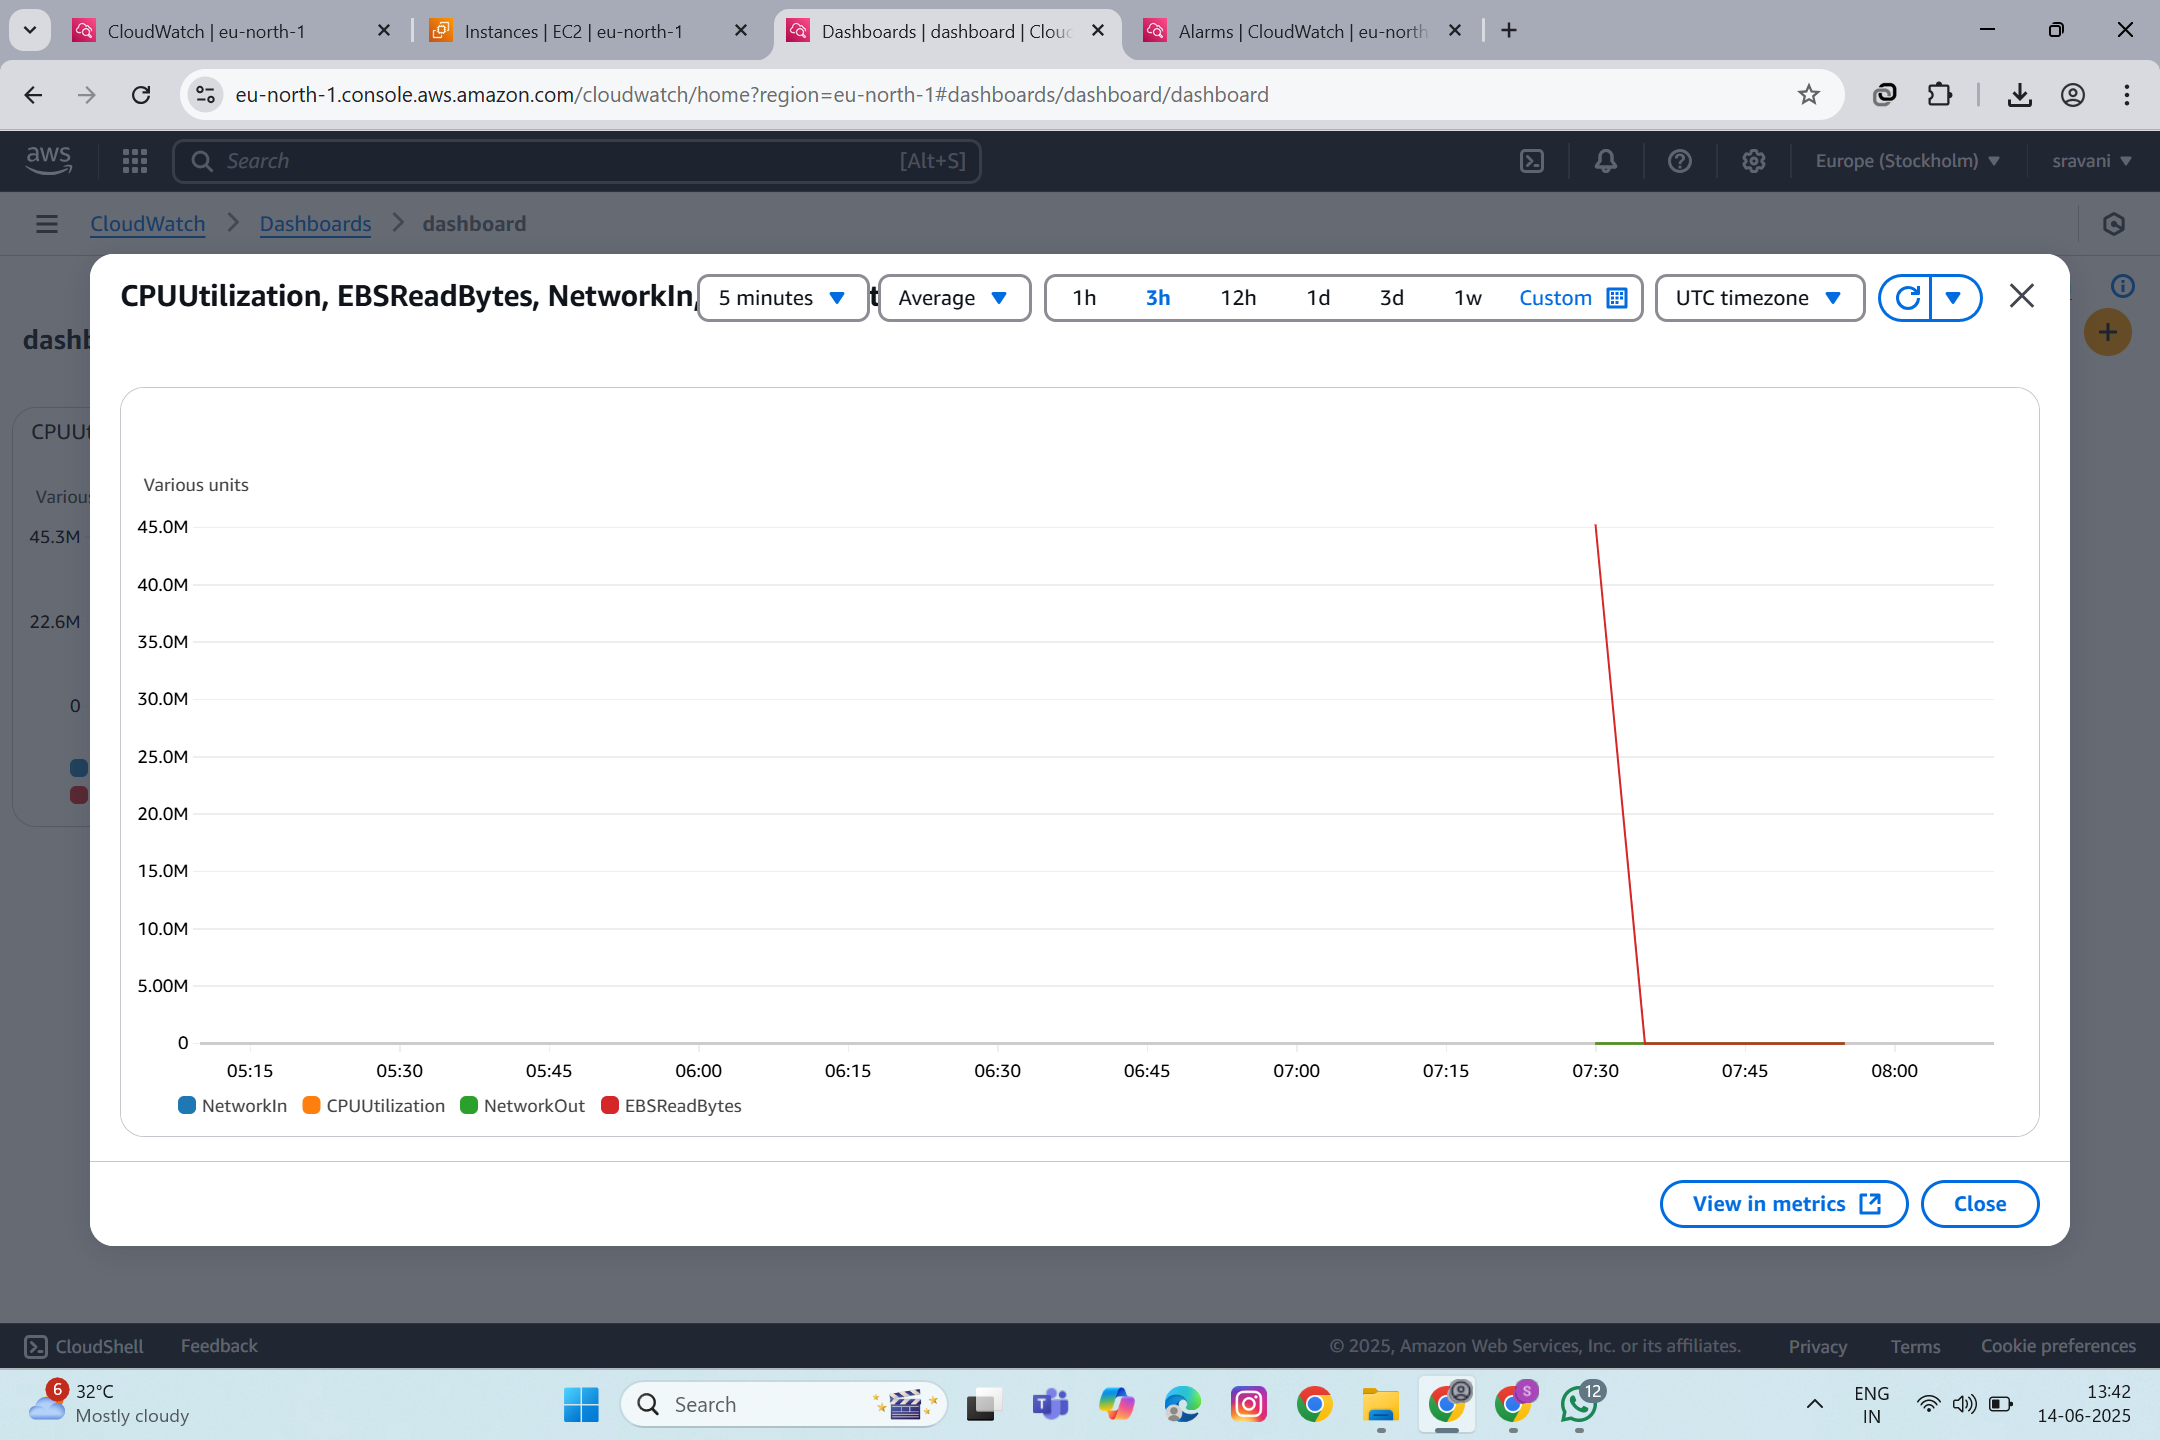 CloudWatch | eu-north-1
Instances | EC2 | eu-north-1
Dashboards | dashboard | Clou
Alarms | CloudWatch | eu-north
eu-north-1.console.aws.amazon.com/cloudwatch/home?region=eu-north-1#dashboards/dashboard/dashboard
aws
Search
[Alt+S]
Europe (Stockholm)
sravani
CloudWatch
Dashboards
dashboard
CPUUtilization, EBSReadBytes, NetworkIn,
5 minutes
t
Average
1h
3h
12h
1d
3d
1w
Custom
UTC timezone
dashb
CPUUt
Various
45.3M
22.6M
0
Various units
45.0M
40.0M
35.0M
30.0M
25.0M
20.0M
15.0M
10.0M
5.00M
0
05:15
05:30
05:45
06:00
06:15
06:30
06:45
07:00
07:15
07:30
07:45
08:00
NetworkIn
CPUUtilization
NetworkOut
EBSReadBytes
View in metrics
Close
CloudShell
Feedback
© 2025, Amazon Web Services, Inc. or its affiliates.
Privacy
Terms
Cookie preferences
6
32°C
Mostly cloudy
Search
T
S
12
ENG
IN
13:42
14-06-2025